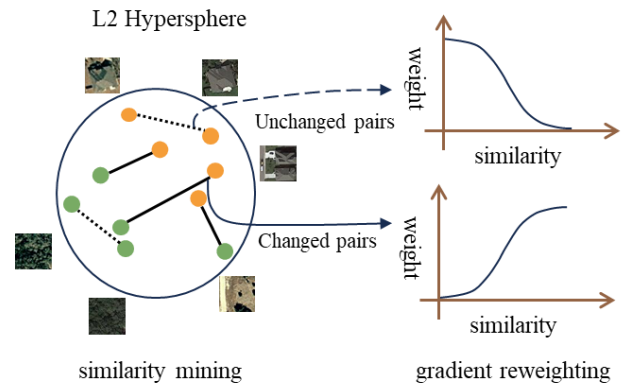 L2 Hypersphere
weight
Unchanged pairs
similarity
Changed pairs
weight
similarity
similarity mining
gradient reweighting